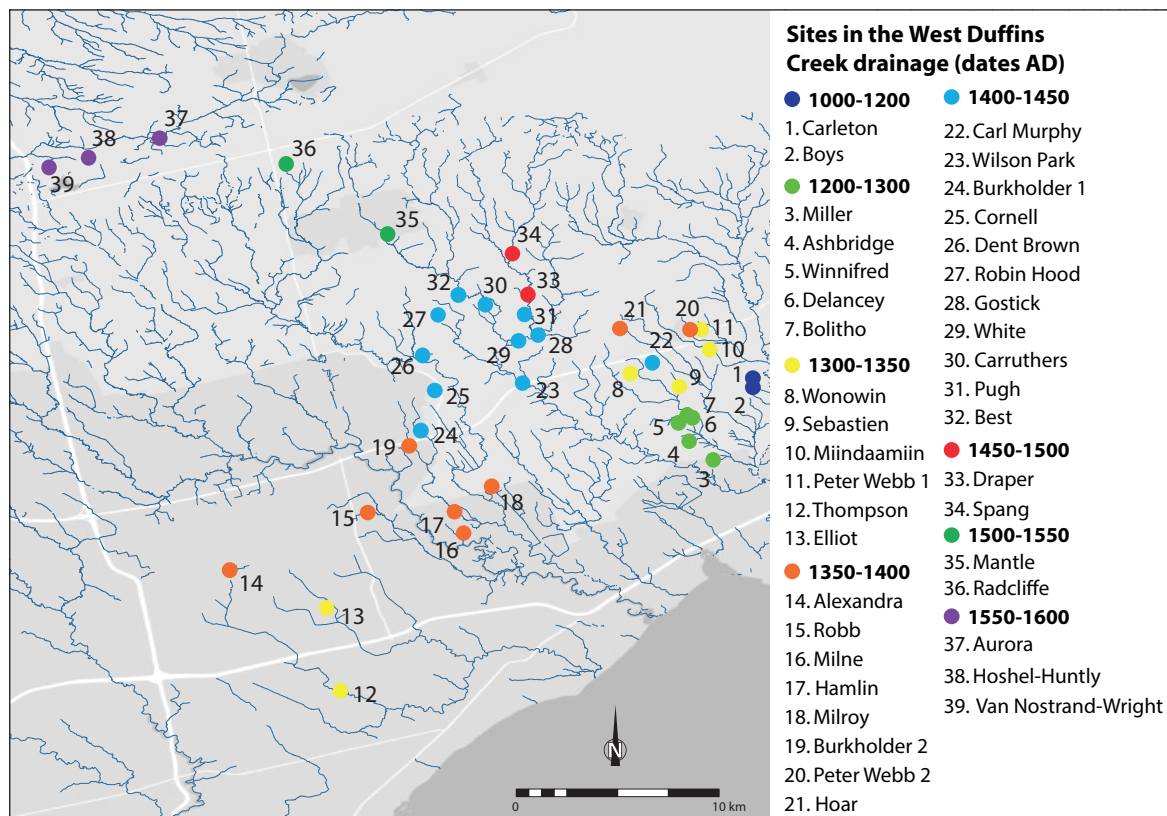 Sites in the West Duffins
Creek drainage (dates AD)
1000-1200
1. Carleton
2. Boys
1200-1300
3. Miller
4. Ashbridge
5. Winnifred
6. Delancey
7. Bolitho
1300-1350
8. Wonowin
9. Sebastien
10. Miindaamiin
11. Peter Webb 1
12. Thompson
13. Elliot
1350-1400
14. Alexandra
15. Robb
16. Milne
17. Hamlin
18. Milroy
19. Burkholder 2
20. Peter Webb 2
21. Hoar
1400-1450
22. Carl Murphy
23. Wilson Park
24. Burkholder 1
25. Cornell
26. Dent Brown
27. Robin Hood
28. Gostick
29. White
30. Carruthers
31. Pugh
32. Best
1450-1500
33. Draper
34. Spang
1500-1550
35. Mantle
36. Radcliffe
1550-1600
37. Aurora
38. Hoshel-Huntly
39. Van Nostrand-Wright
37
38
36
39
35
34
33
32
30
27
31
21
20
11
28
29
22
10
26
8
9
1
25
23
2
7
24
5
6
19
4
3
18
15
17
16
14
13
12
N
0
10 km